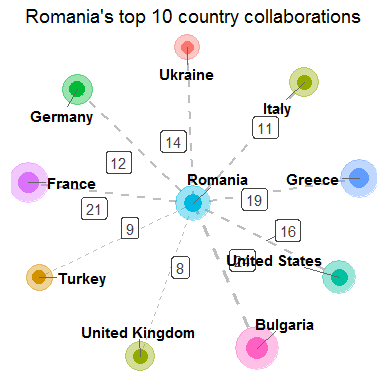 Romania's top 10 country collaborations
Ukraine
Italy
Germany
14
11
12
Romania
Greece
France
19
21
9
16
United States
8
Turkey
United Kingdom
Bulgaria